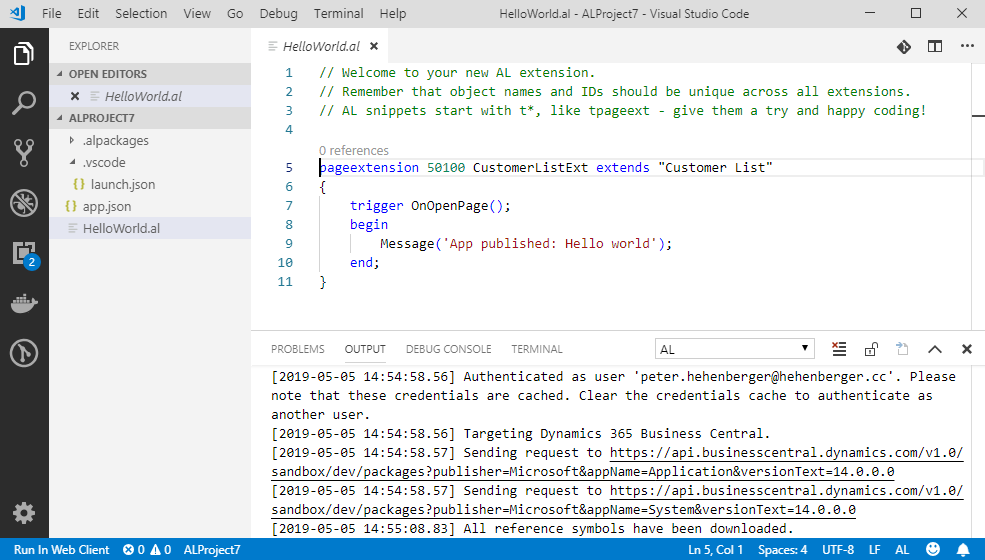 File Edit Selection View Go Debug Terminal Help HelloWorld.al - ALProject7 - Visual Studio Code
EXPLORER
OPEN EDITORS
HelloWorld.al
ALPROJECT7
.alpackages
.vscode
launch.json
app.json
HelloWorld.al
2
HelloWorld.al
1 // Welcome to your new AL extension.
2 // Remember that object names and IDs should be unique across all extensions.
3 // AL snippets start with t*, like tpageext - give them a try and happy coding!
4
0 references
5 pageextension 50100 CustomerListExt extends "Customer List"
6 {
7 trigger OnOpenPage();
8 begin
9 Message('App published: Hello world');
10 end;
11 }
PROBLEMS OUTPUT DEBUG CONSOLE TERMINAL AL
[2019-05-05 14:54:58.56] Authenticated as user 'peter.hehenberger@hehenberger.cc'. Please
note that these credentials are cached. Clear the credentials cache to authenticate as
another user.
[2019-05-05 14:54:58.56] Targeting Dynamics 365 Business Central.
[2019-05-05 14:54:58.57] Sending request to https://api.businesscentral.dynamics.com/v1.0/
sandbox/dev/packages?publisher=Microsoft&appName=Application&versionText=14.0.0.0
[2019-05-05 14:54:58.57] Sending request to https://api.businesscentral.dynamics.com/v1.0/
sandbox/dev/packages?publisher=Microsoft&appName=System&versionText=14.0.0.0
[2019-05-05 14:55:08.83] All reference symbols have been downloaded.
Run In Web Client 0 0 ALProject7 Ln 5, Col 1 Spaces: 4 UTF-8 LF AL